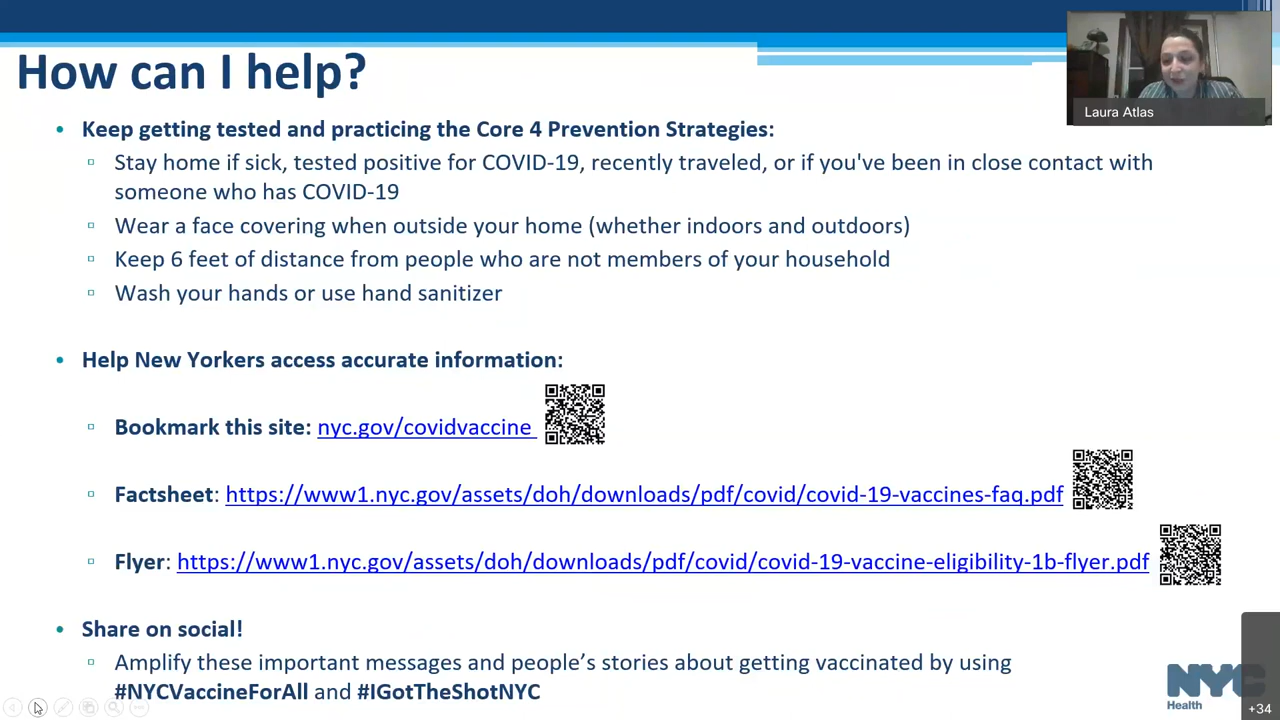 How can I help?
Laura Atlas
• Keep getting tested and practicing the Core 4 Prevention Strategies:
▫ Stay home if sick, tested positive for COVID-19, recently traveled, or if you've been in close contact with
someone who has COVID-19
▫ Wear a face covering when outside your home (whether indoors and outdoors)
▫ Keep 6 feet of distance from people who are not members of your household
▫ Wash your hands or use hand sanitizer
• Help New Yorkers access accurate information:
▫ Bookmark this site: nyc.gov/covidvaccine
▫ Factsheet: https://www1.nyc.gov/assets/doh/downloads/pdf/covid/covid-19-vaccines-faq.pdf
▫ Flyer: https://www1.nyc.gov/assets/doh/downloads/pdf/covid/covid-19-vaccine-eligibility-1b-flyer.pdf
• Share on social!
▫ Amplify these important messages and people’s stories about getting vaccinated by using
#NYCVaccineForAll and #IGotTheShotNYC
NYC
Health
+34